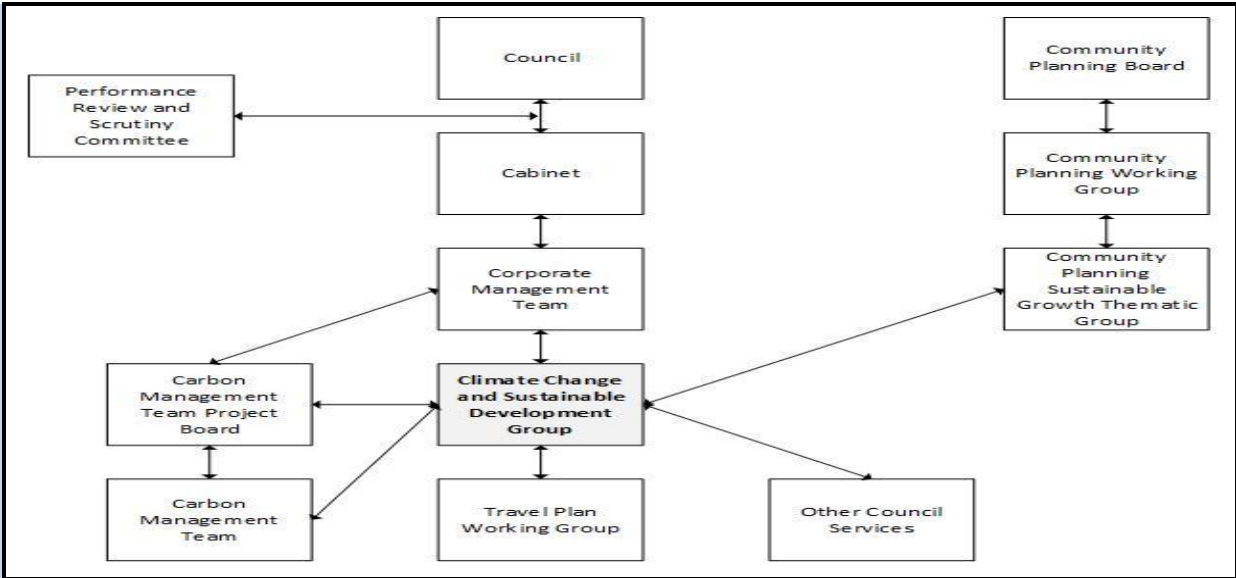 Council
Community
Planning Board
Performance
Review and
Scrutiny
Committee
Cabinet
Community
Planning Working
Group
Corporate
Management
Team
Community
Planning
Sustainable
Growth Thematic
Group
Carbon
Management
Team Project
Board
Climate Change
and Sustainable
Development
Group
Carbon
Management
Team
Travel Plan
Working Group
Other Council
Services